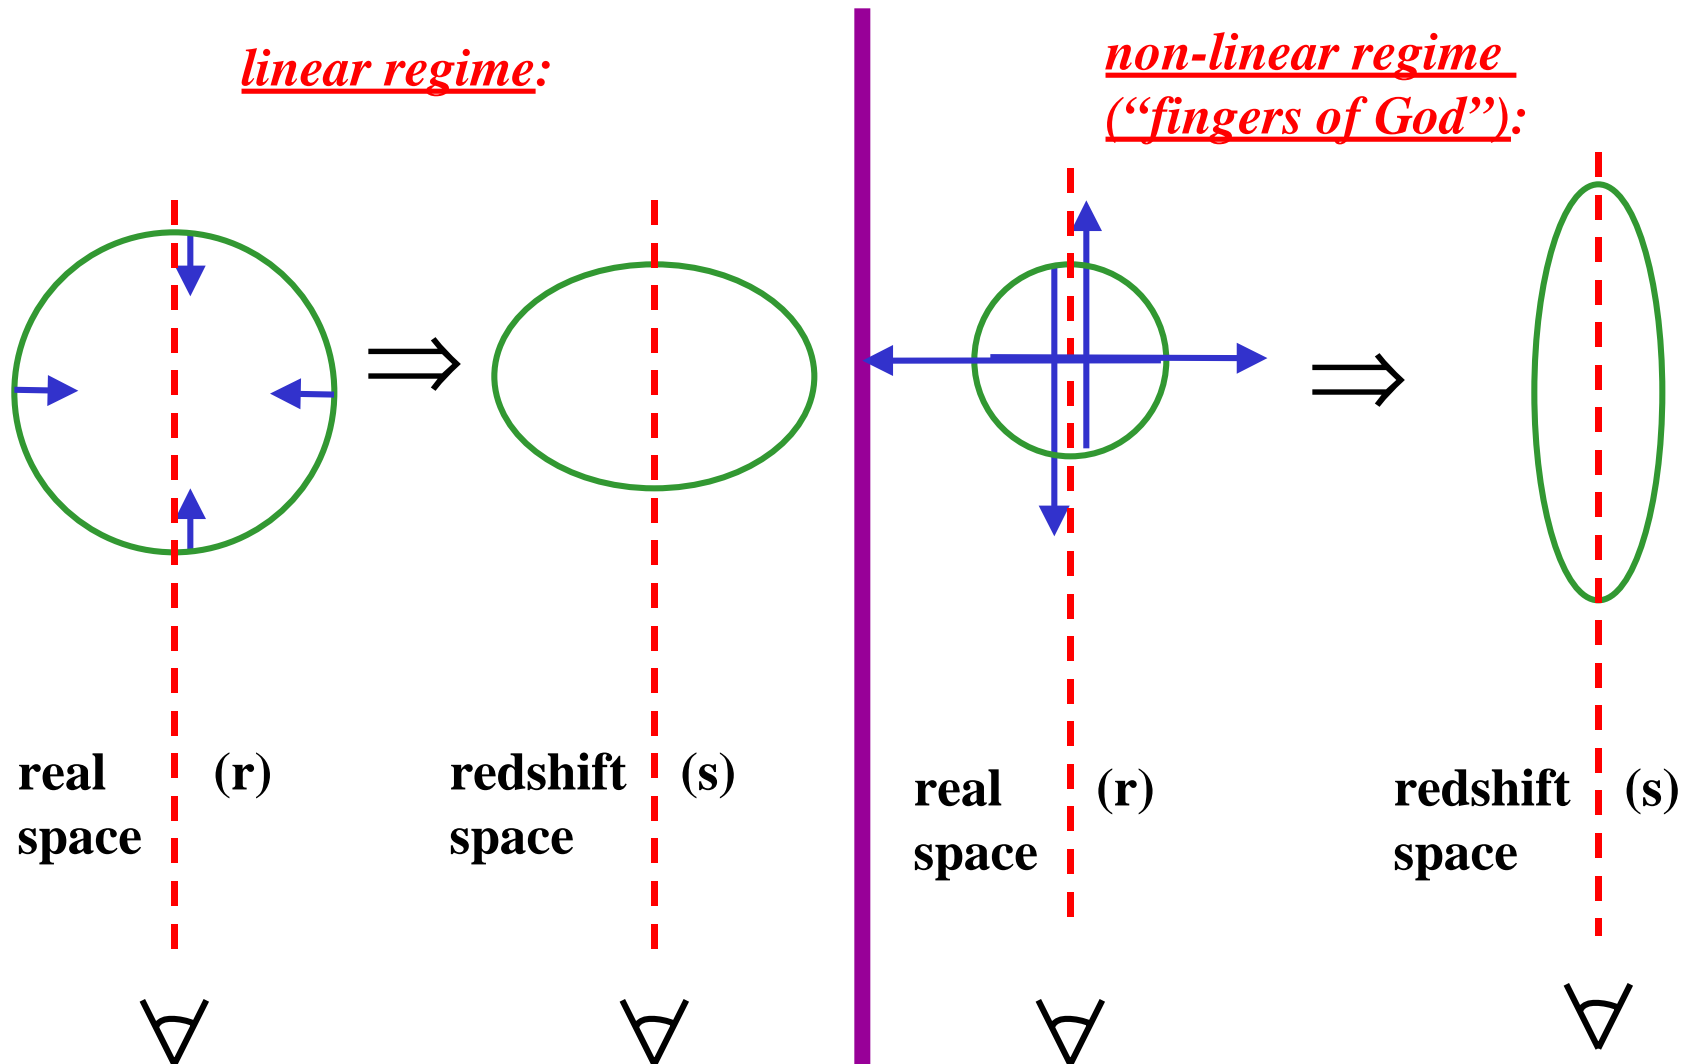 linear regime:
non-linear regime
(“fingers of God”):
real (r)
space
redshift (s)
space
real (r)
space
redshift (s)
space